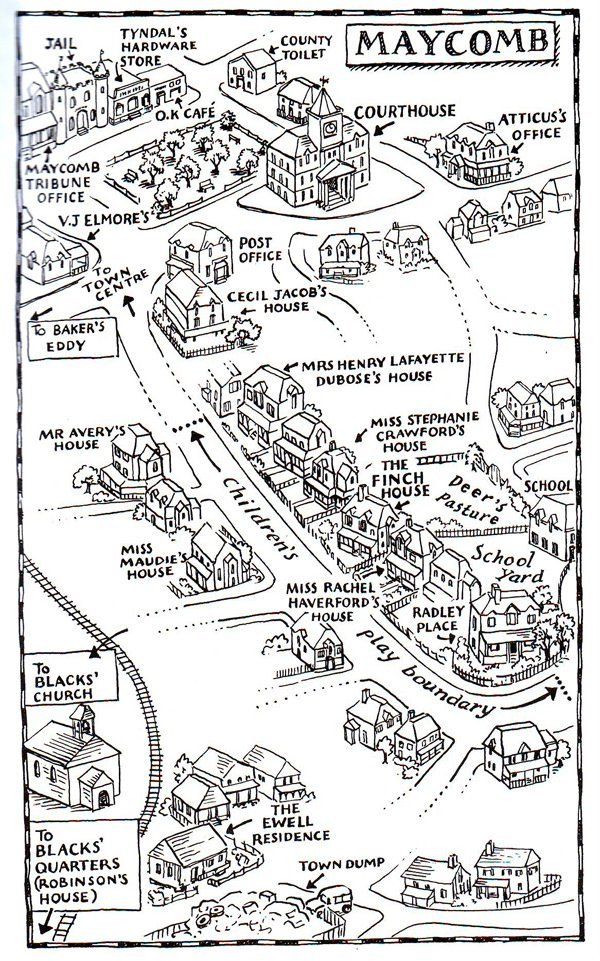 MAYCOMB
JAIL
TYNDAL'S
HARDWARE
STORE
COUNTY
TOILET
O.K CAFÉ
COURTHOUSE
ATTICUS'S
OFFICE
MAYCOMB
TRIBUNE
OFFICE
V.J ELMORE'S
TO
TOWN
CENTRE
POST
OFFICE
TO BAKER'S
EDDY
CECIL JACOB'S
HOUSE
MRS HENRY LAFAYETTE
DUBOSE'S HOUSE
MR AVERY'S
HOUSE
MISS STEPHANIE
CRAWFORD'S
HOUSE
THE
FINCH
HOUSE
Deer's
pasture
SCHOOL
Children's
MISS
MAUDIE'S
HOUSE
School
yard
MISS RACHEL
HAVERFORD'S
HOUSE
RADLEY
PLACE
play boundary
To
BLACKS'
CHURCH
THE
EWELL
RESIDENCE
To
BLACKS'
QUARTERS
(ROBINSON'S
HOUSE)
TOWN DUMP